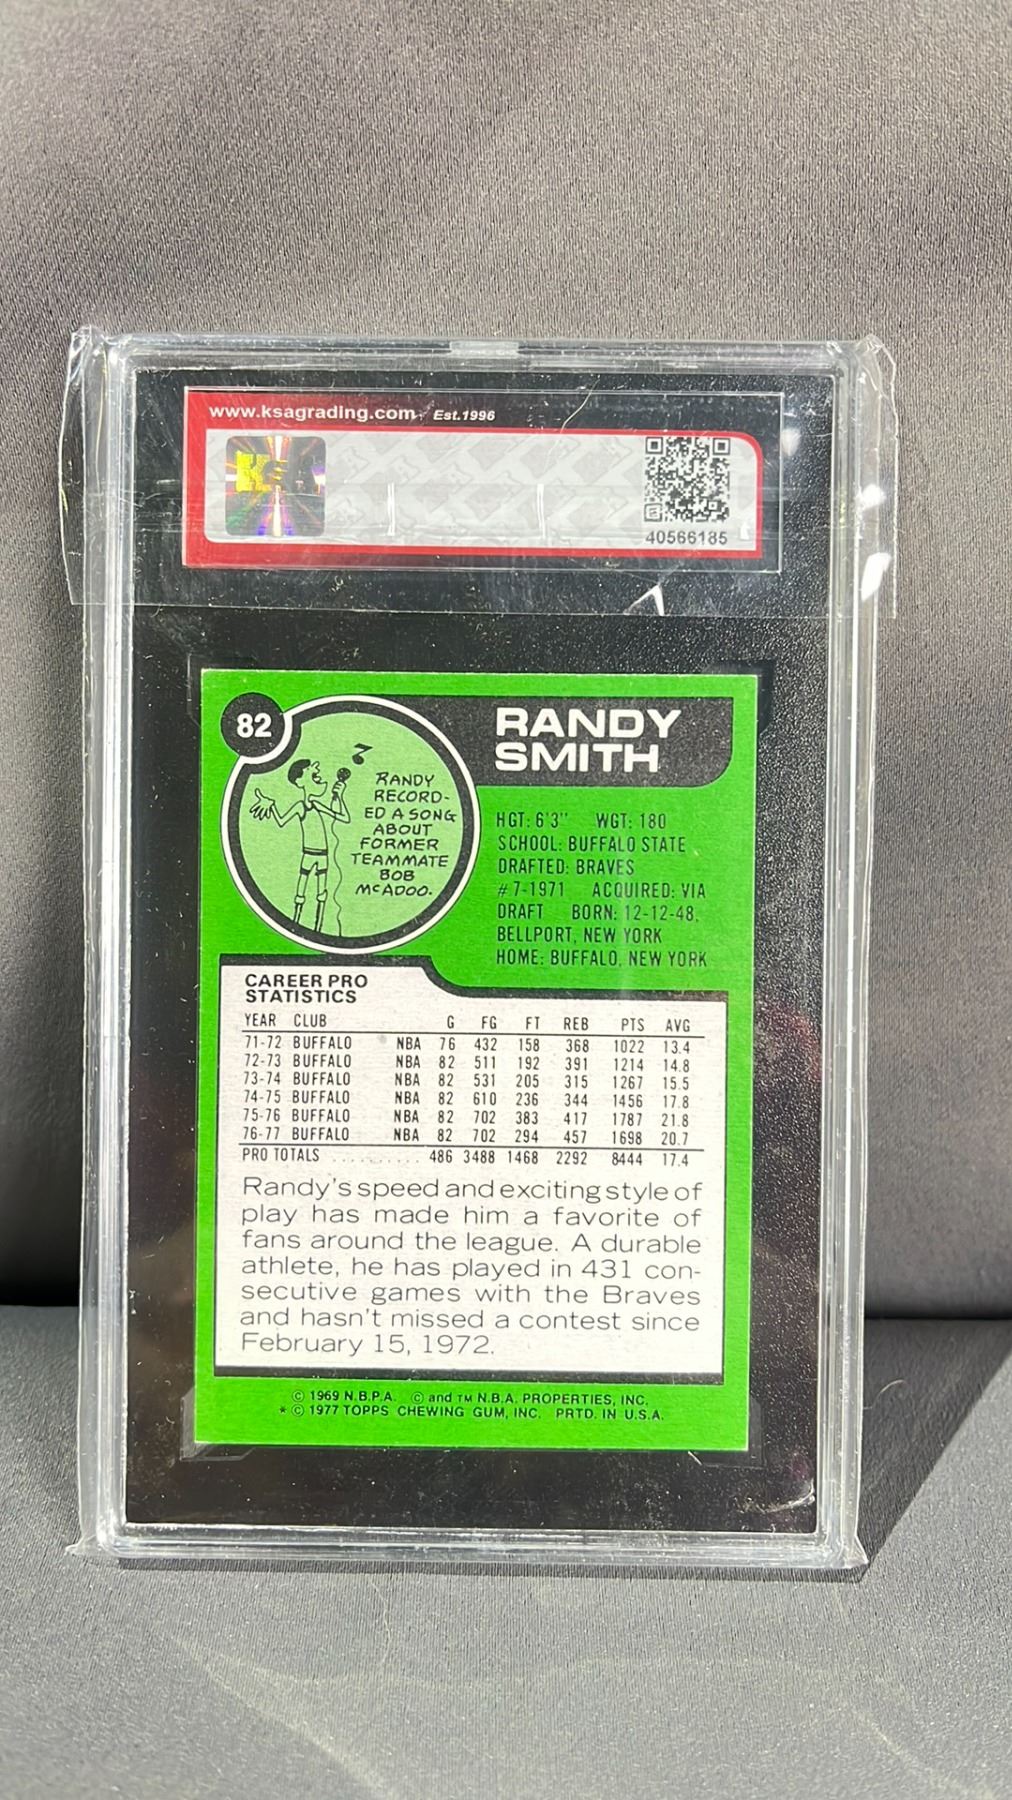 www.ksagrading.com Est.1996
40566185
82
RANDY
SMITH
RANDY
RECORD-
ED A SONG
ABOUT
FORMER
TEAMMATE
BOB
McADOO.
HGT: 6'3" WGT: 180
SCHOOL: BUFFALO STATE
DRAFTED: BRAVES
#7-1971 ACQUIRED: VIA
DRAFT BORN: 12-12-48,
BELLPORT, NEW YORK
HOME: BUFFALO, NEW YORK
CAREER PRO
STATISTICS
YEAR CLUB G FG FT REB PTS AVG
71-72 BUFFALO NBA 76 432 158 368 1022 13.4
72-73 BUFFALO NBA 82 511 192 391 1214 14.8
73-74 BUFFALO NBA 82 531 205 315 1267 15.5
74-75 BUFFALO NBA 82 610 236 344 1456 17.8
75-76 BUFFALO NBA 82 702 383 417 1787 21.8
76-77 BUFFALO NBA 82 702 294 457 1698 20.7
PRO TOTALS .......... 486 3488 1468 2292 8444 17.4
Randy's speed and exciting style of
play has made him a favorite of
fans around the league. A durable
athlete, he has played in 431 con-
secutive games with the Braves
and hasn't missed a contest since
February 15, 1972.
© 1969 N.B.P.A. © and TM N.B.A. PROPERTIES, INC.
* © 1977 TOPPS CHEWING GUM, INC. PRTD. IN U.S.A.